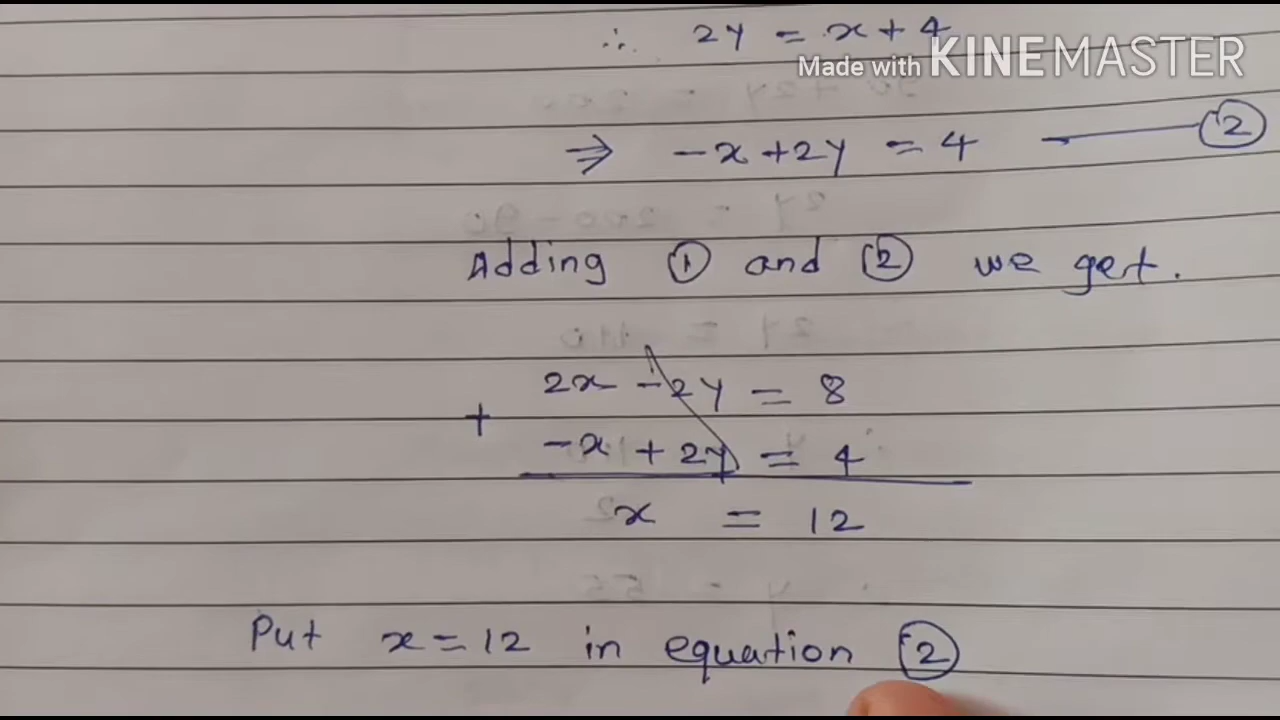 ∴ 2y = x + 4
Made with KINEMASTER
⇒ -x + 2y = 4 —— ②
Adding ① and ② we get.
2x - 2y = 8
+
-x + 2y = 4
x = 12
Put x = 12 in equation ②